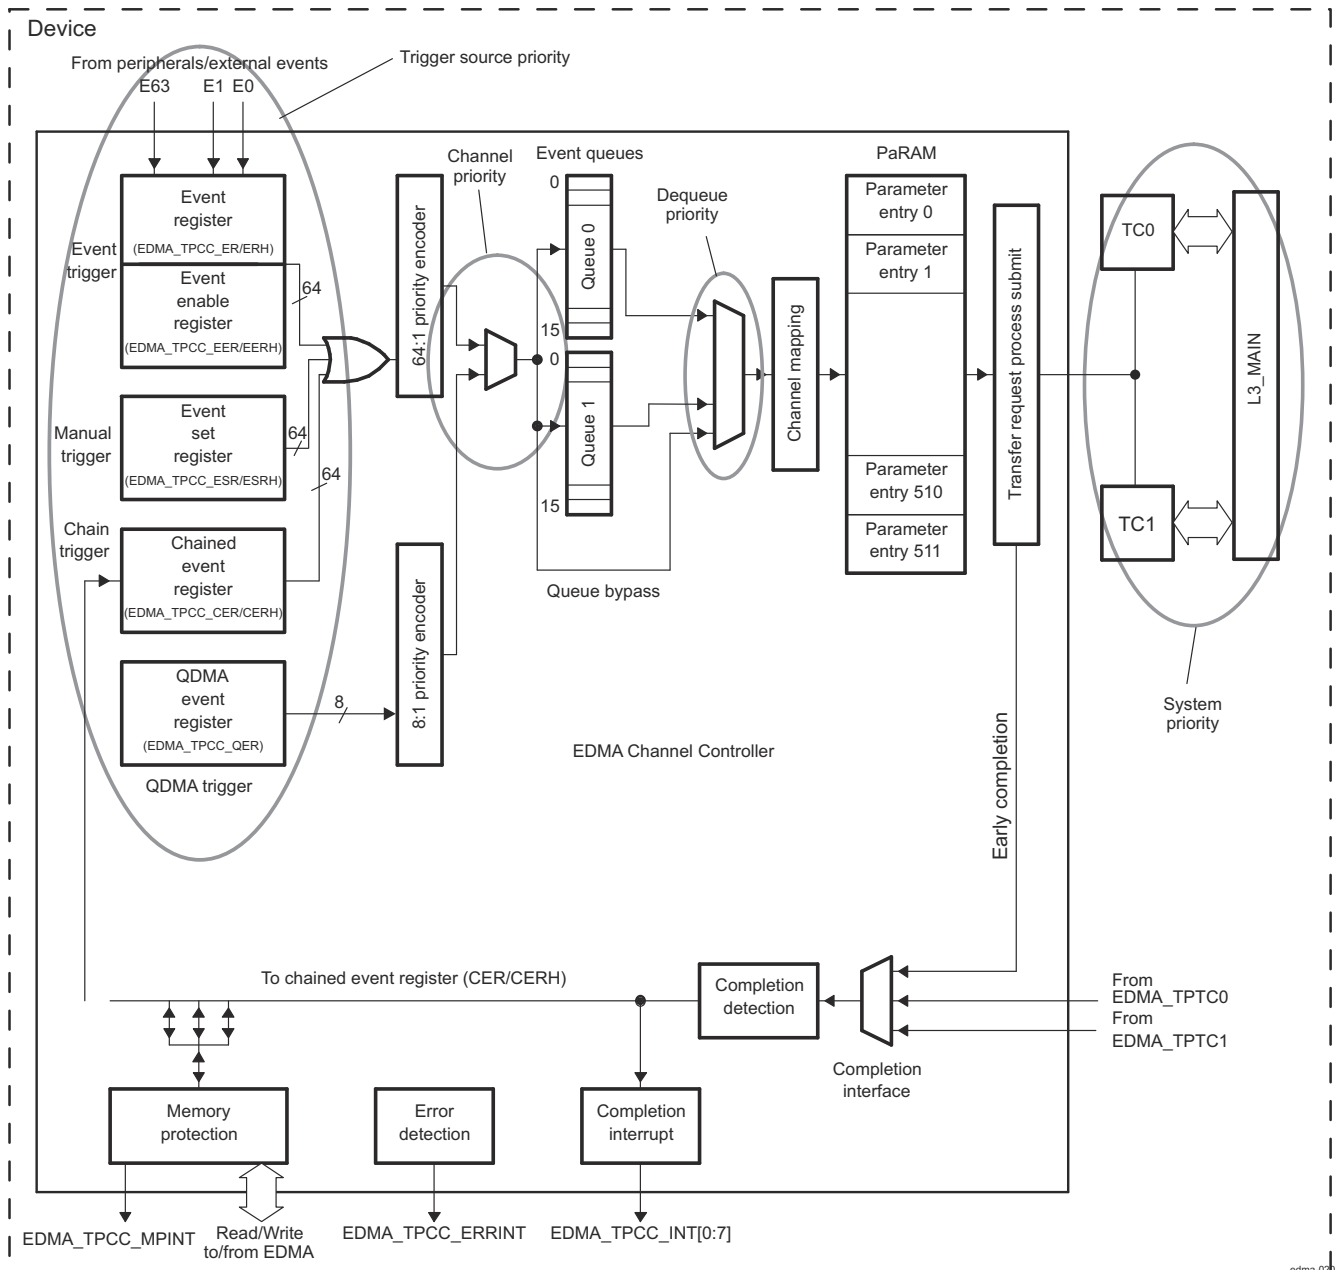 Device
From peripherals/external events
Trigger source priority
E63
E1
E0
Event
register
(EDMA_TPCC_ER/ERH)
Event
trigger
Event
enable
register
(EDMA_TPCC_EER/EERH)
64
Manual
trigger
Event
set
register
(EDMA_TPCC_ESR/ESRH)
64
64
Chain
trigger
Chained
event
register
(EDMA_TPCC_CER/CERH)
QDMA
event
register
(EDMA_TPCC_QER)
8
QDMA trigger
64:1 priority encoder
8:1 priority encoder
Channel
priority
Event queues
0
Queue 0
15
0
Queue 1
15
Queue bypass
Dequeue
priority
Channel mapping
PaRAM
Parameter
entry 0
Parameter
entry 1
Parameter
entry 510
Parameter
entry 511
Transfer request process submit
TC0
TC1
L3_MAIN
System
priority
EDMA Channel Controller
Early completion
To chained event register (CER/CERH)
Completion
detection
From
EDMA_TPTC0
From
EDMA_TPTC1
Completion
interface
Memory
protection
Error
detection
Completion
interrupt
EDMA_TPCC_MPINT
Read/Write
to/from EDMA
EDMA_TPCC_ERRINT
EDMA_TPCC_INT[0:7]